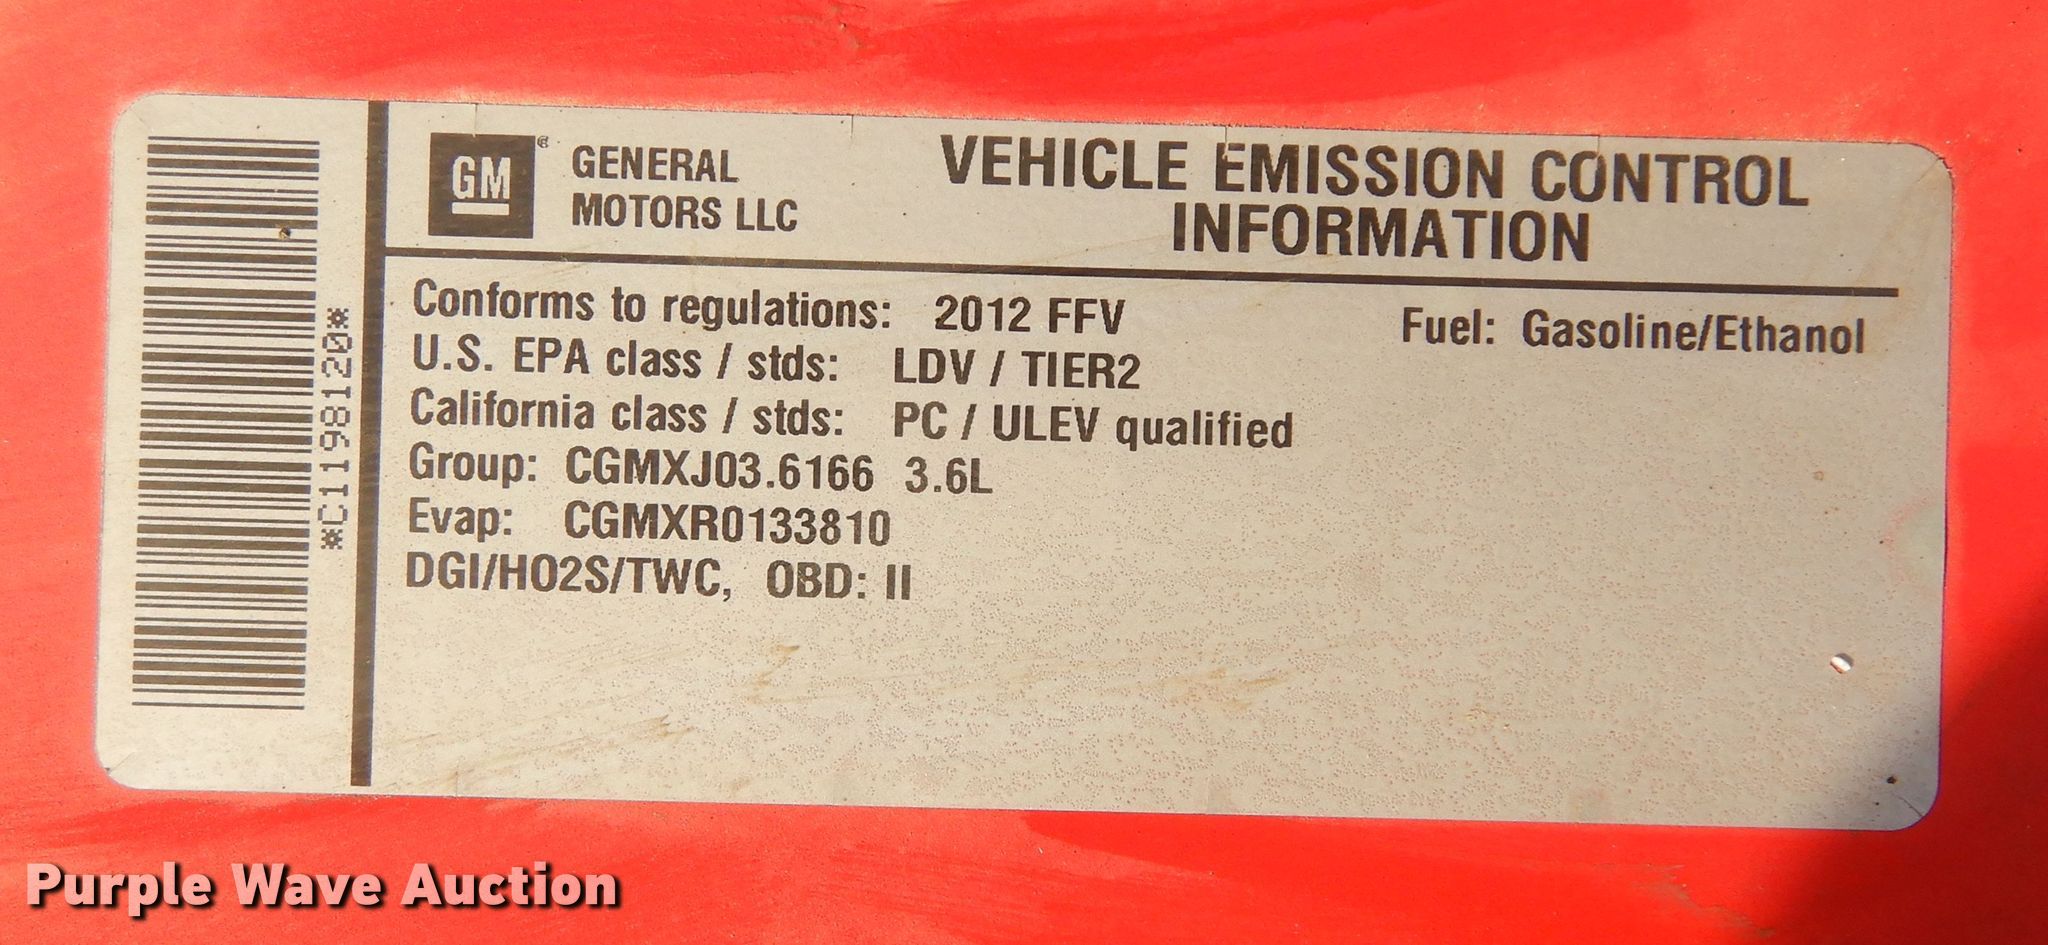 *C1198120*
GM®
GENERAL
MOTORS LLC
VEHICLE EMISSION CONTROL
INFORMATION
Conforms to regulations: 2012 FFV
Fuel: Gasoline/Ethanol
U.S. EPA class / stds: LDV / TIER2
California class / stds: PC / ULEV qualified
Group: CGMXJ03.6166 3.6L
Evap: CGMXR0133810
DGI/HO2S/TWC, OBD: II
Purple Wave Auction